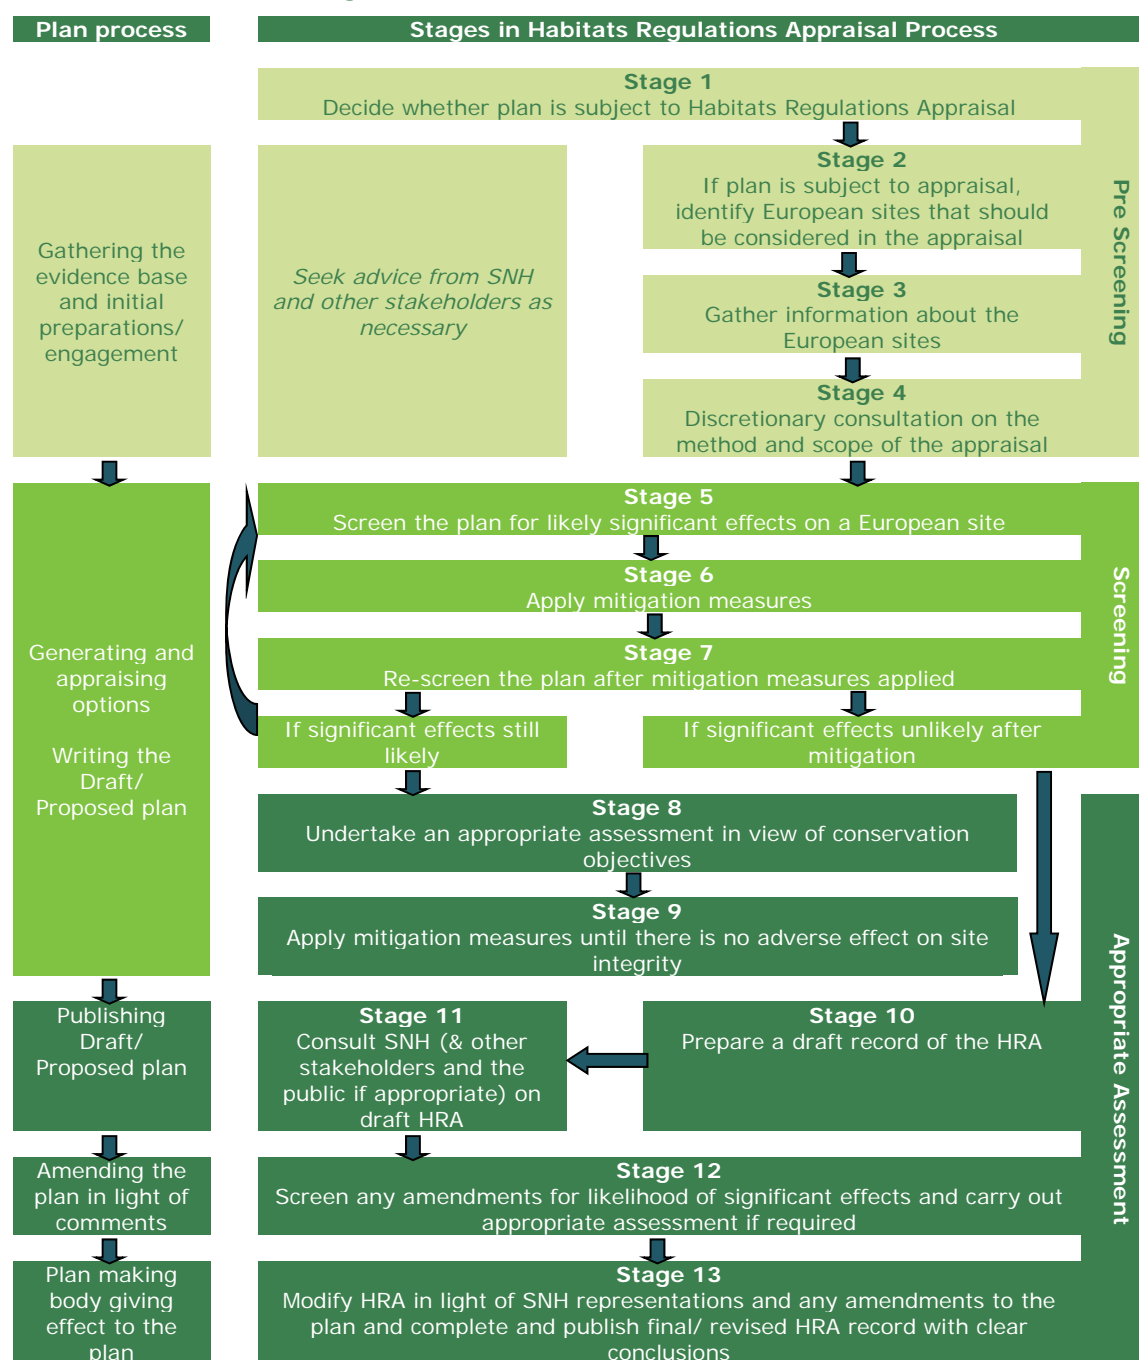 Plan process
Stages in Habitats Regulations Appraisal Process
Stage 1
Decide whether plan is subject to Habitats Regulations Appraisal
Pre Screening
Gathering the
evidence base
and initial
preparations/
engagement
Seek advice from SNH
and other stakeholders as
necessary
Stage 2
If plan is subject to appraisal,
identify European sites that should
be considered in the appraisal
Stage 3
Gather information about the
European sites
Stage 4
Discretionary consultation on the
method and scope of the appraisal
Generating and
appraising
options
Writing the
Draft/
Proposed plan
Stage 5
Screen the plan for likely significant effects on a European site
Screening
Stage 6
Apply mitigation measures
Stage 7
Re-screen the plan after mitigation measures applied
If significant effects still
likely
If significant effects unlikely after
mitigation
Stage 8
Undertake an appropriate assessment in view of conservation
objectives
Appropriate Assessment
Stage 9
Apply mitigation measures until there is no adverse effect on site
integrity
Publishing
Draft/
Proposed plan
Stage 11
Consult SNH (& other
stakeholders and the
public if appropriate) on
draft HRA
Stage 10
Prepare a draft record of the HRA
Amending the
plan in light of
comments
Stage 12
Screen any amendments for likelihood of significant effects and carry out
appropriate assessment if required
Plan making
body giving
effect to the
plan
Stage 13
Modify HRA in light of SNH representations and any amendments to the
plan and complete and publish final/ revised HRA record with clear
conclusions